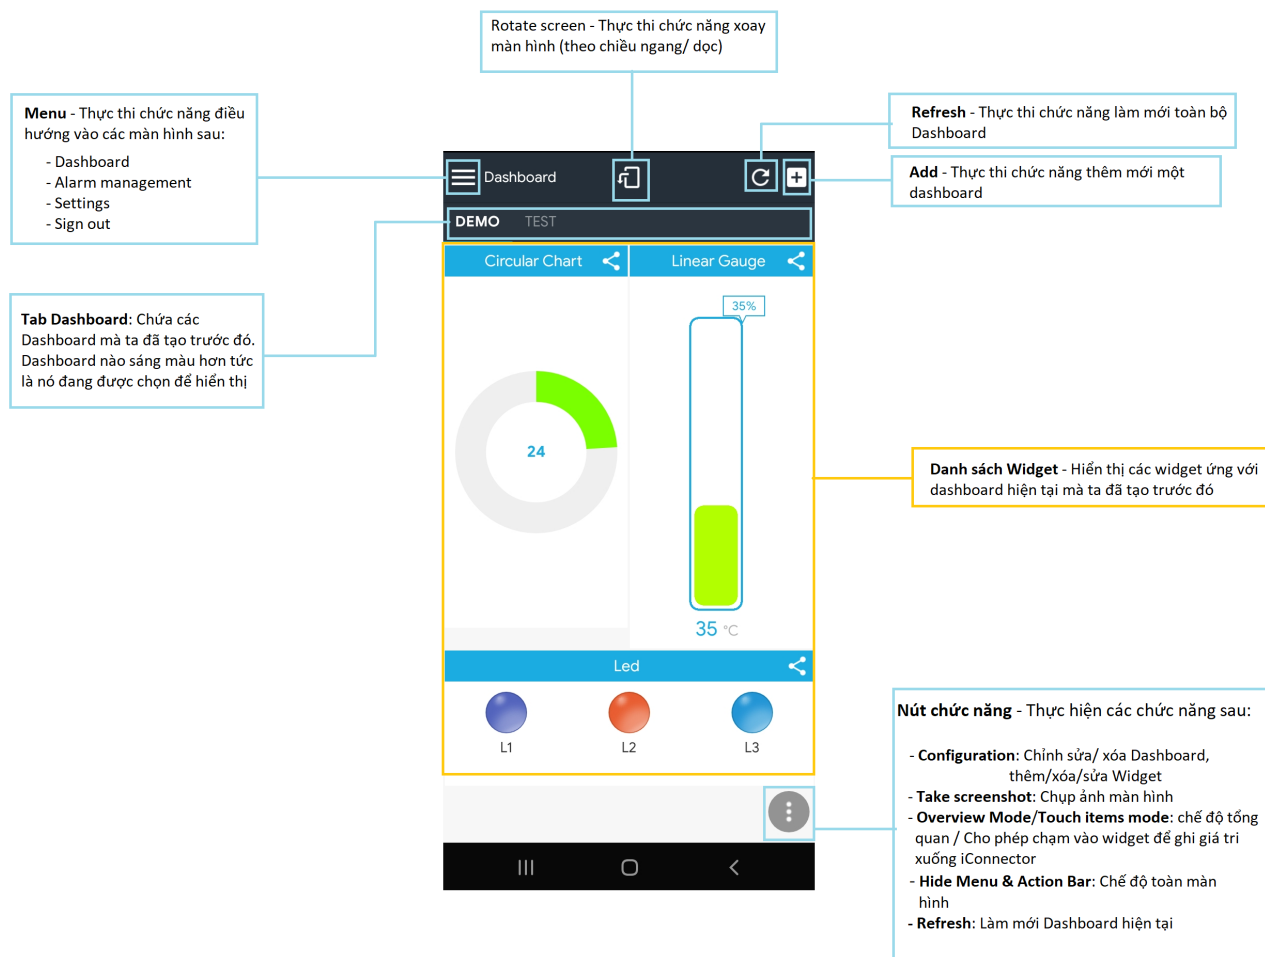 Rotate screen - Thực thi chức năng xoay
màn hình (theo chiều ngang/ dọc)
Menu - Thực thi chức năng điều
hướng vào các màn hình sau:
- Dashboard
- Alarm management
- Settings
- Sign out
Refresh - Thực thi chức năng làm mới toàn bộ
Dashboard
Add - Thực thi chức năng thêm mới một
dashboard
Dashboard
DEMO TEST
Tab Dashboard: Chứa các
Dashboard mà ta đã tạo trước đó.
Dashboard nào sáng màu hơn tức
là nó đang được chọn để hiển thị
Circular Chart
Linear Gauge
35%
24
35 °C
Danh sách Widget - Hiển thị các widget ứng với
dashboard hiện tại mà ta đã tạo trước đó
Led
L1 L2 L3
Nút chức năng - Thực hiện các chức năng sau:
- Configuration: Chỉnh sửa/ xóa Dashboard,
thêm/xóa/sửa Widget
- Take screenshot: Chụp ảnh màn hình
- Overview Mode/Touch items mode: chế độ tổng
quan / Cho phép chạm vào widget để ghi giá tri
xuống iConnector
- Hide Menu & Action Bar: Chế độ toàn màn
hình
- Refresh: Làm mới Dashboard hiện tại